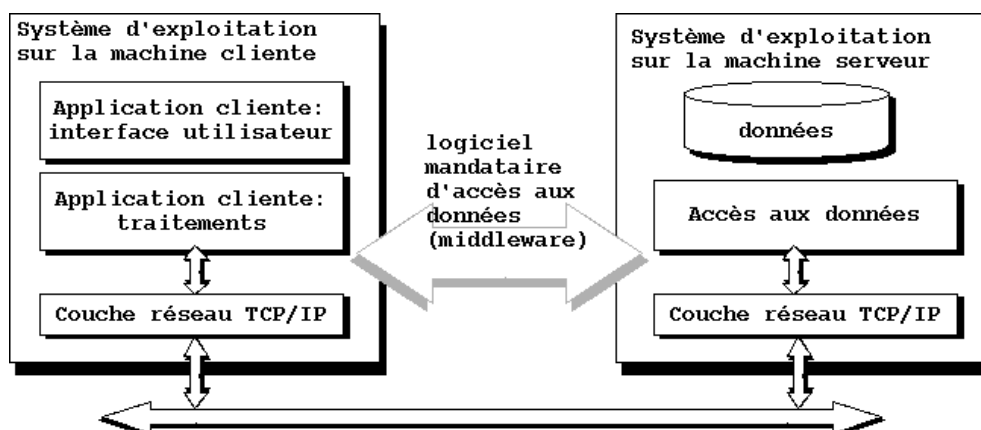 Système d'exploitation
sur la machine cliente
Application cliente:
interface utilisateur
Application cliente:
traitements
Couche réseau TCP/IP
logiciel
mandataire
d'accès aux
données
(middleware)
Système d'exploitation
sur la machine serveur
données
Accès aux données
Couche réseau TCP/IP